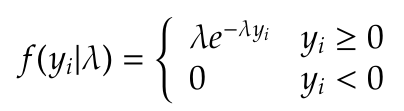 f(y_i|λ) = { λe^{-λy_i}   y_i ≥ 0
0   y_i < 0